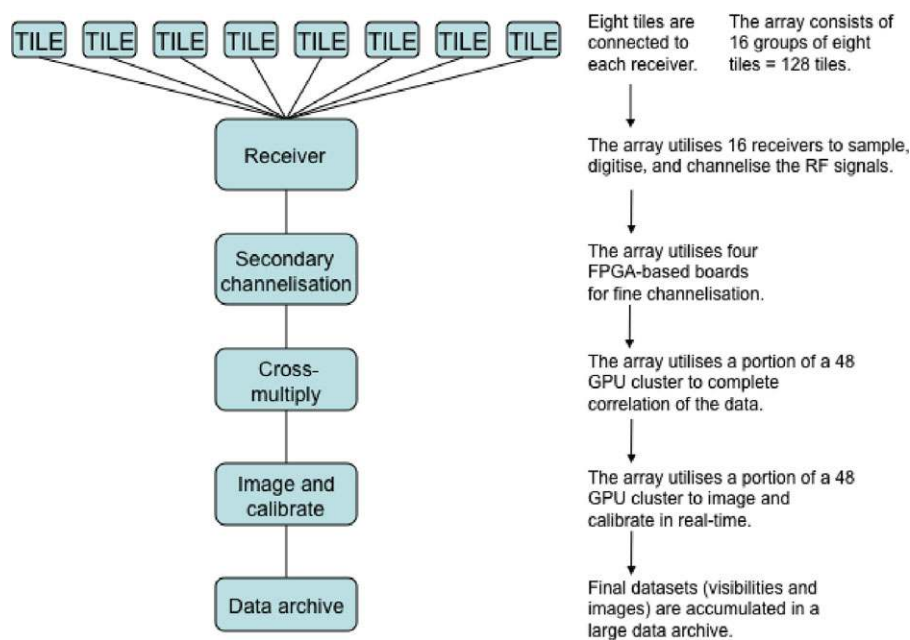 TILE TILE TILE TILE TILE TILE TILE TILE
Eight tiles are
connected to
each receiver.
The array consists of
16 groups of eight
tiles = 128 tiles.
Receiver
The array utilises 16 receivers to sample,
digitise, and channelise the RF signals.
Secondary
channelisation
The array utilises four
FPGA-based boards
for fine channelisation.
Cross-
multiply
The array utilises a portion of a 48
GPU cluster to complete
correlation of the data.
Image and
calibrate
The array utilises a portion of a 48
GPU cluster to image and
calibrate in real-time.
Data archive
Final datasets (visibilities and
images) are accumulated in a
large data archive.